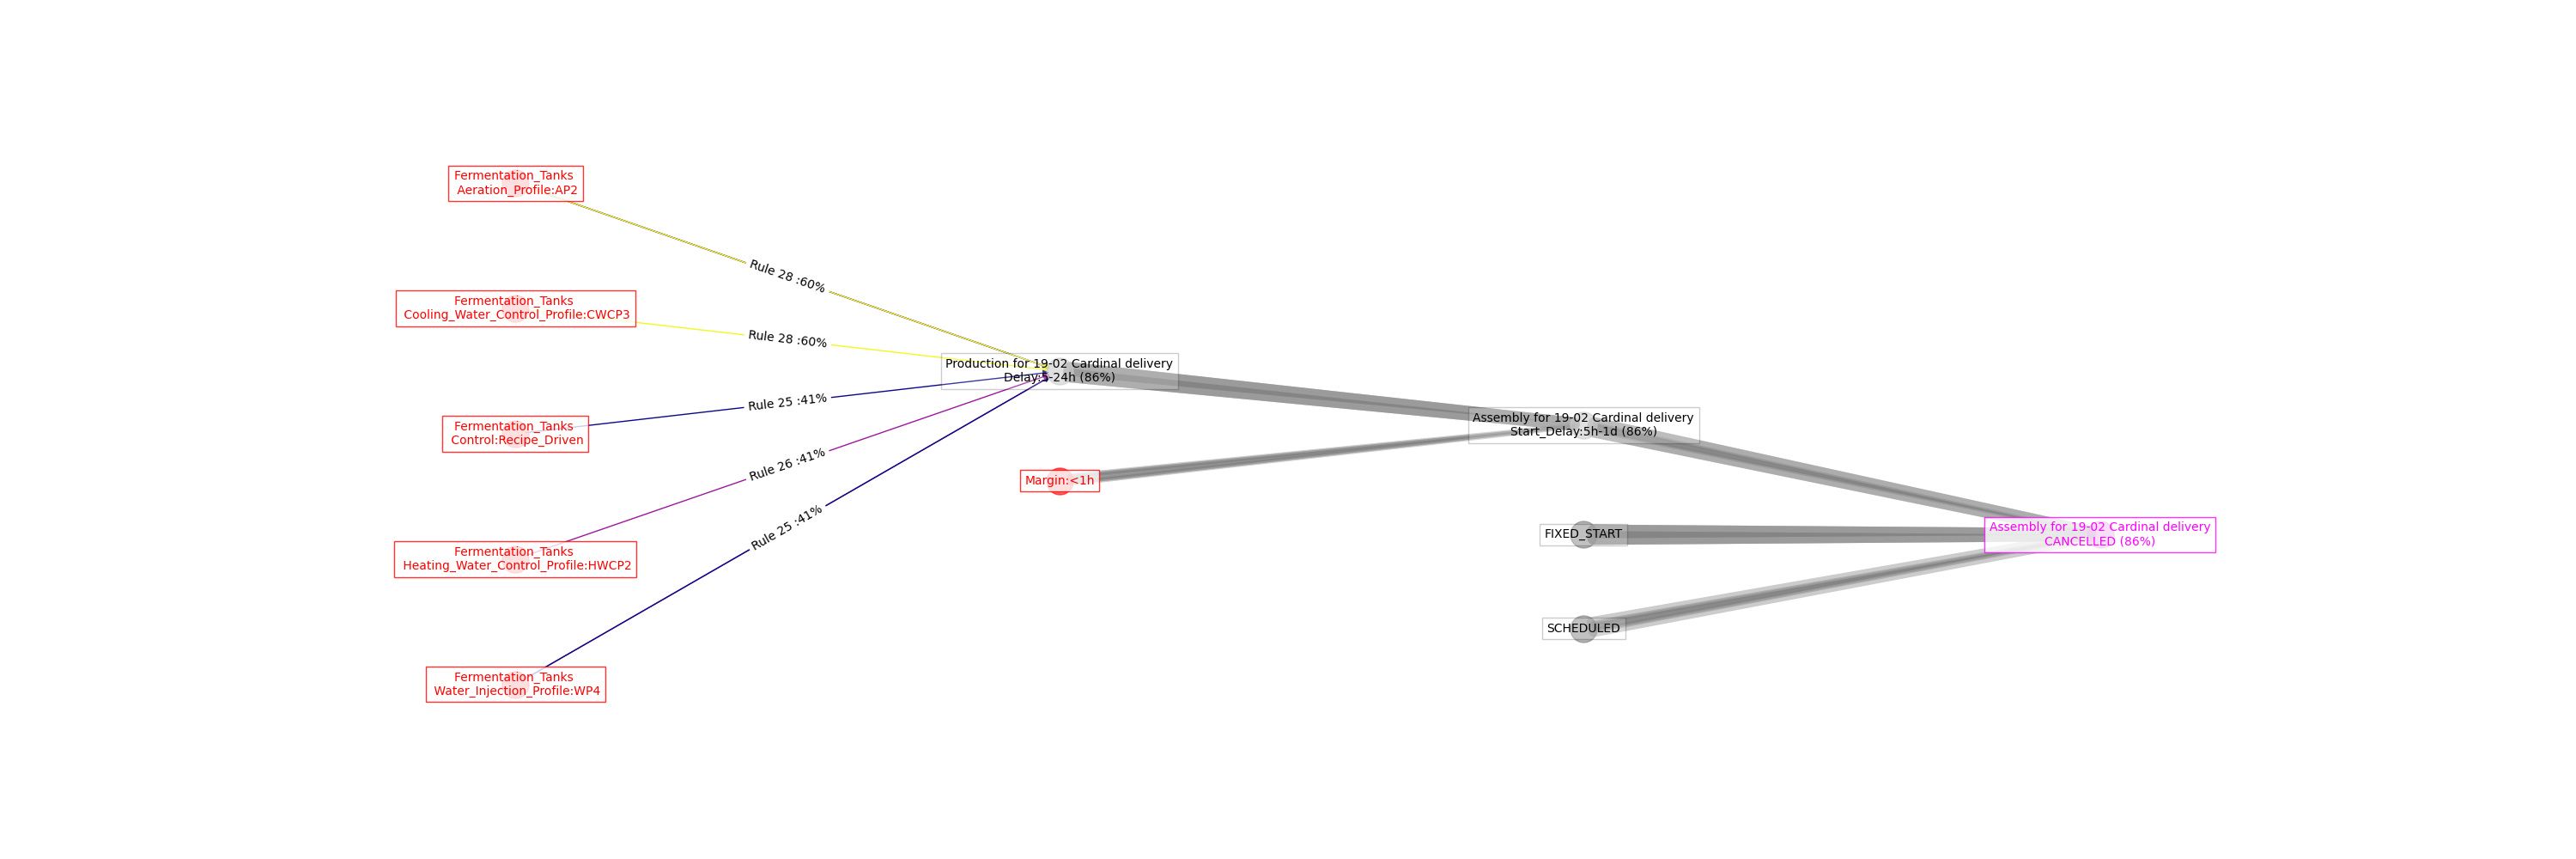 Fermentation_Tanks
Aeration_Profile:AP2
Rule 28 :60%
Fermentation_Tanks
Cooling_Water_Control_Profile:CWCP3
Rule 28 :60%
Production for 19-02 Cardinal delivery
Delay:5-24h (86%)
Rule 25 :41%
Fermentation_Tanks
Control:Recipe_Driven
Assembly for 19-02 Cardinal delivery
Start_Delay:5h-1d (86%)
Rule 26 :41%
Margin:<1h
Rule 25 :41%
FIXED_START
Assembly for 19-02 Cardinal delivery
CANCELLED (86%)
Fermentation_Tanks
Heating_Water_Control_Profile:HWCP2
SCHEDULED
Fermentation_Tanks
Water_Injection_Profile:WP4